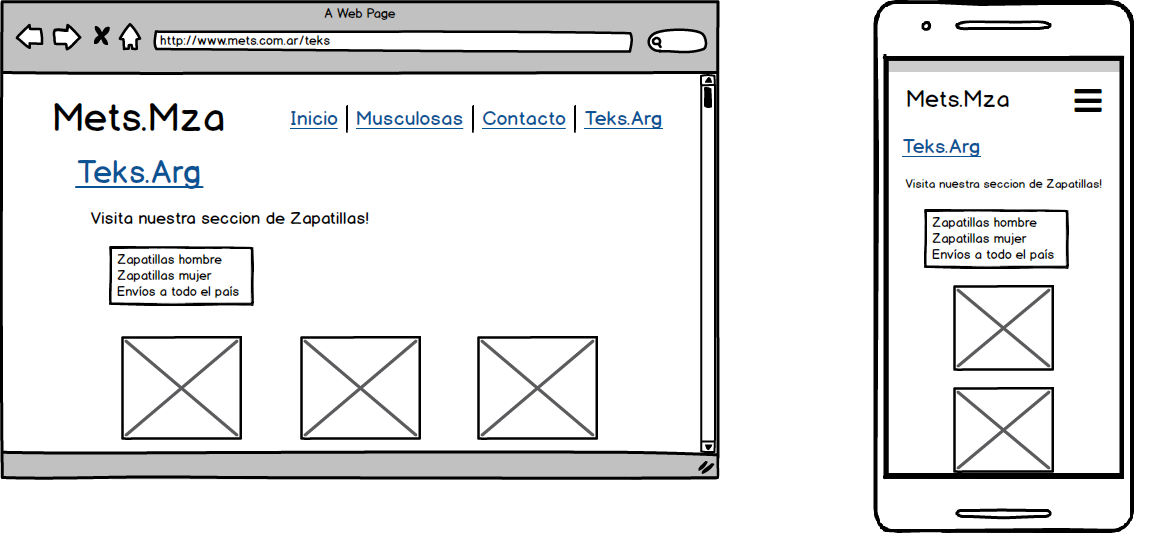 A Web Page
http://www.mets.com.ar/teks
Mets.Mza
Inicio | Musculosas | Contacto | Teks.Arg
Teks.Arg
Visita nuestra seccion de Zapatillas!
Zapatillas hombre
Zapatillas mujer
Envíos a todo el país
Mets.Mza
Teks.Arg
Visita nuestra seccion de Zapatillas!
Zapatillas hombre
Zapatillas mujer
Envíos a todo el país